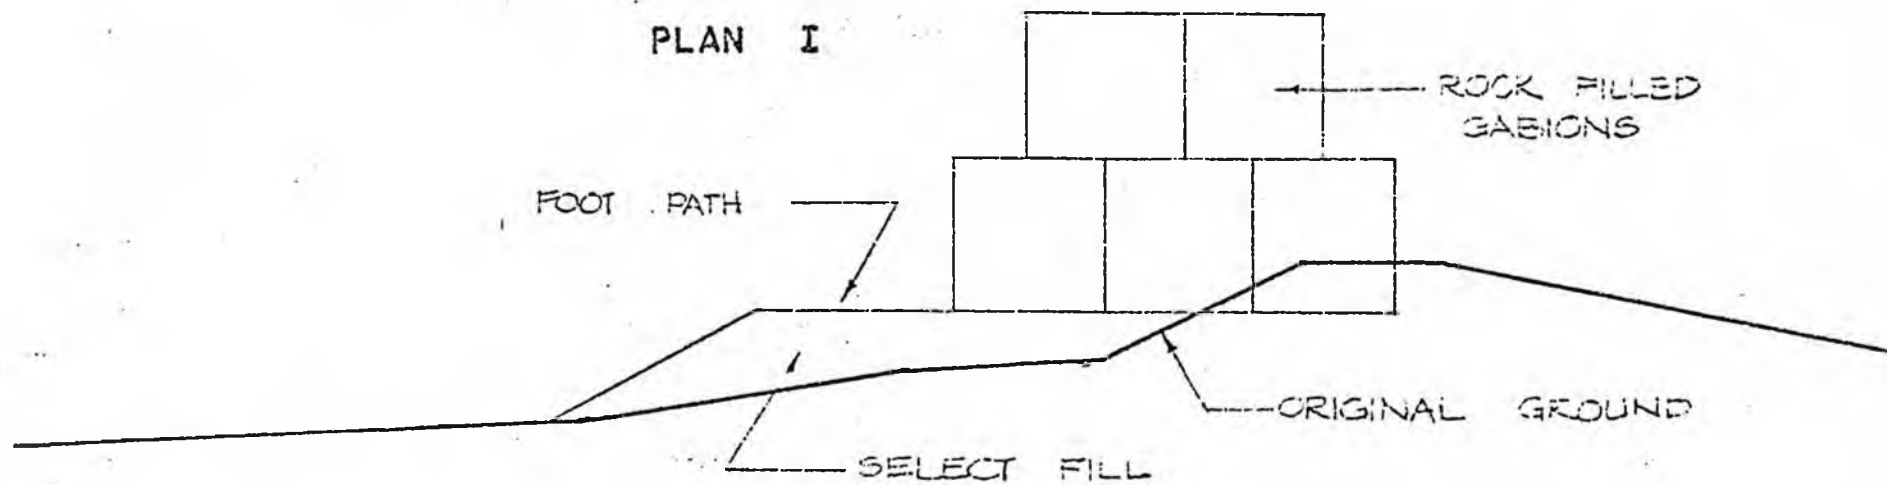 PLAN I
ROCK FILLED
GABIONS
FOOT PATH
ORIGINAL GROUND
SELECT FILL